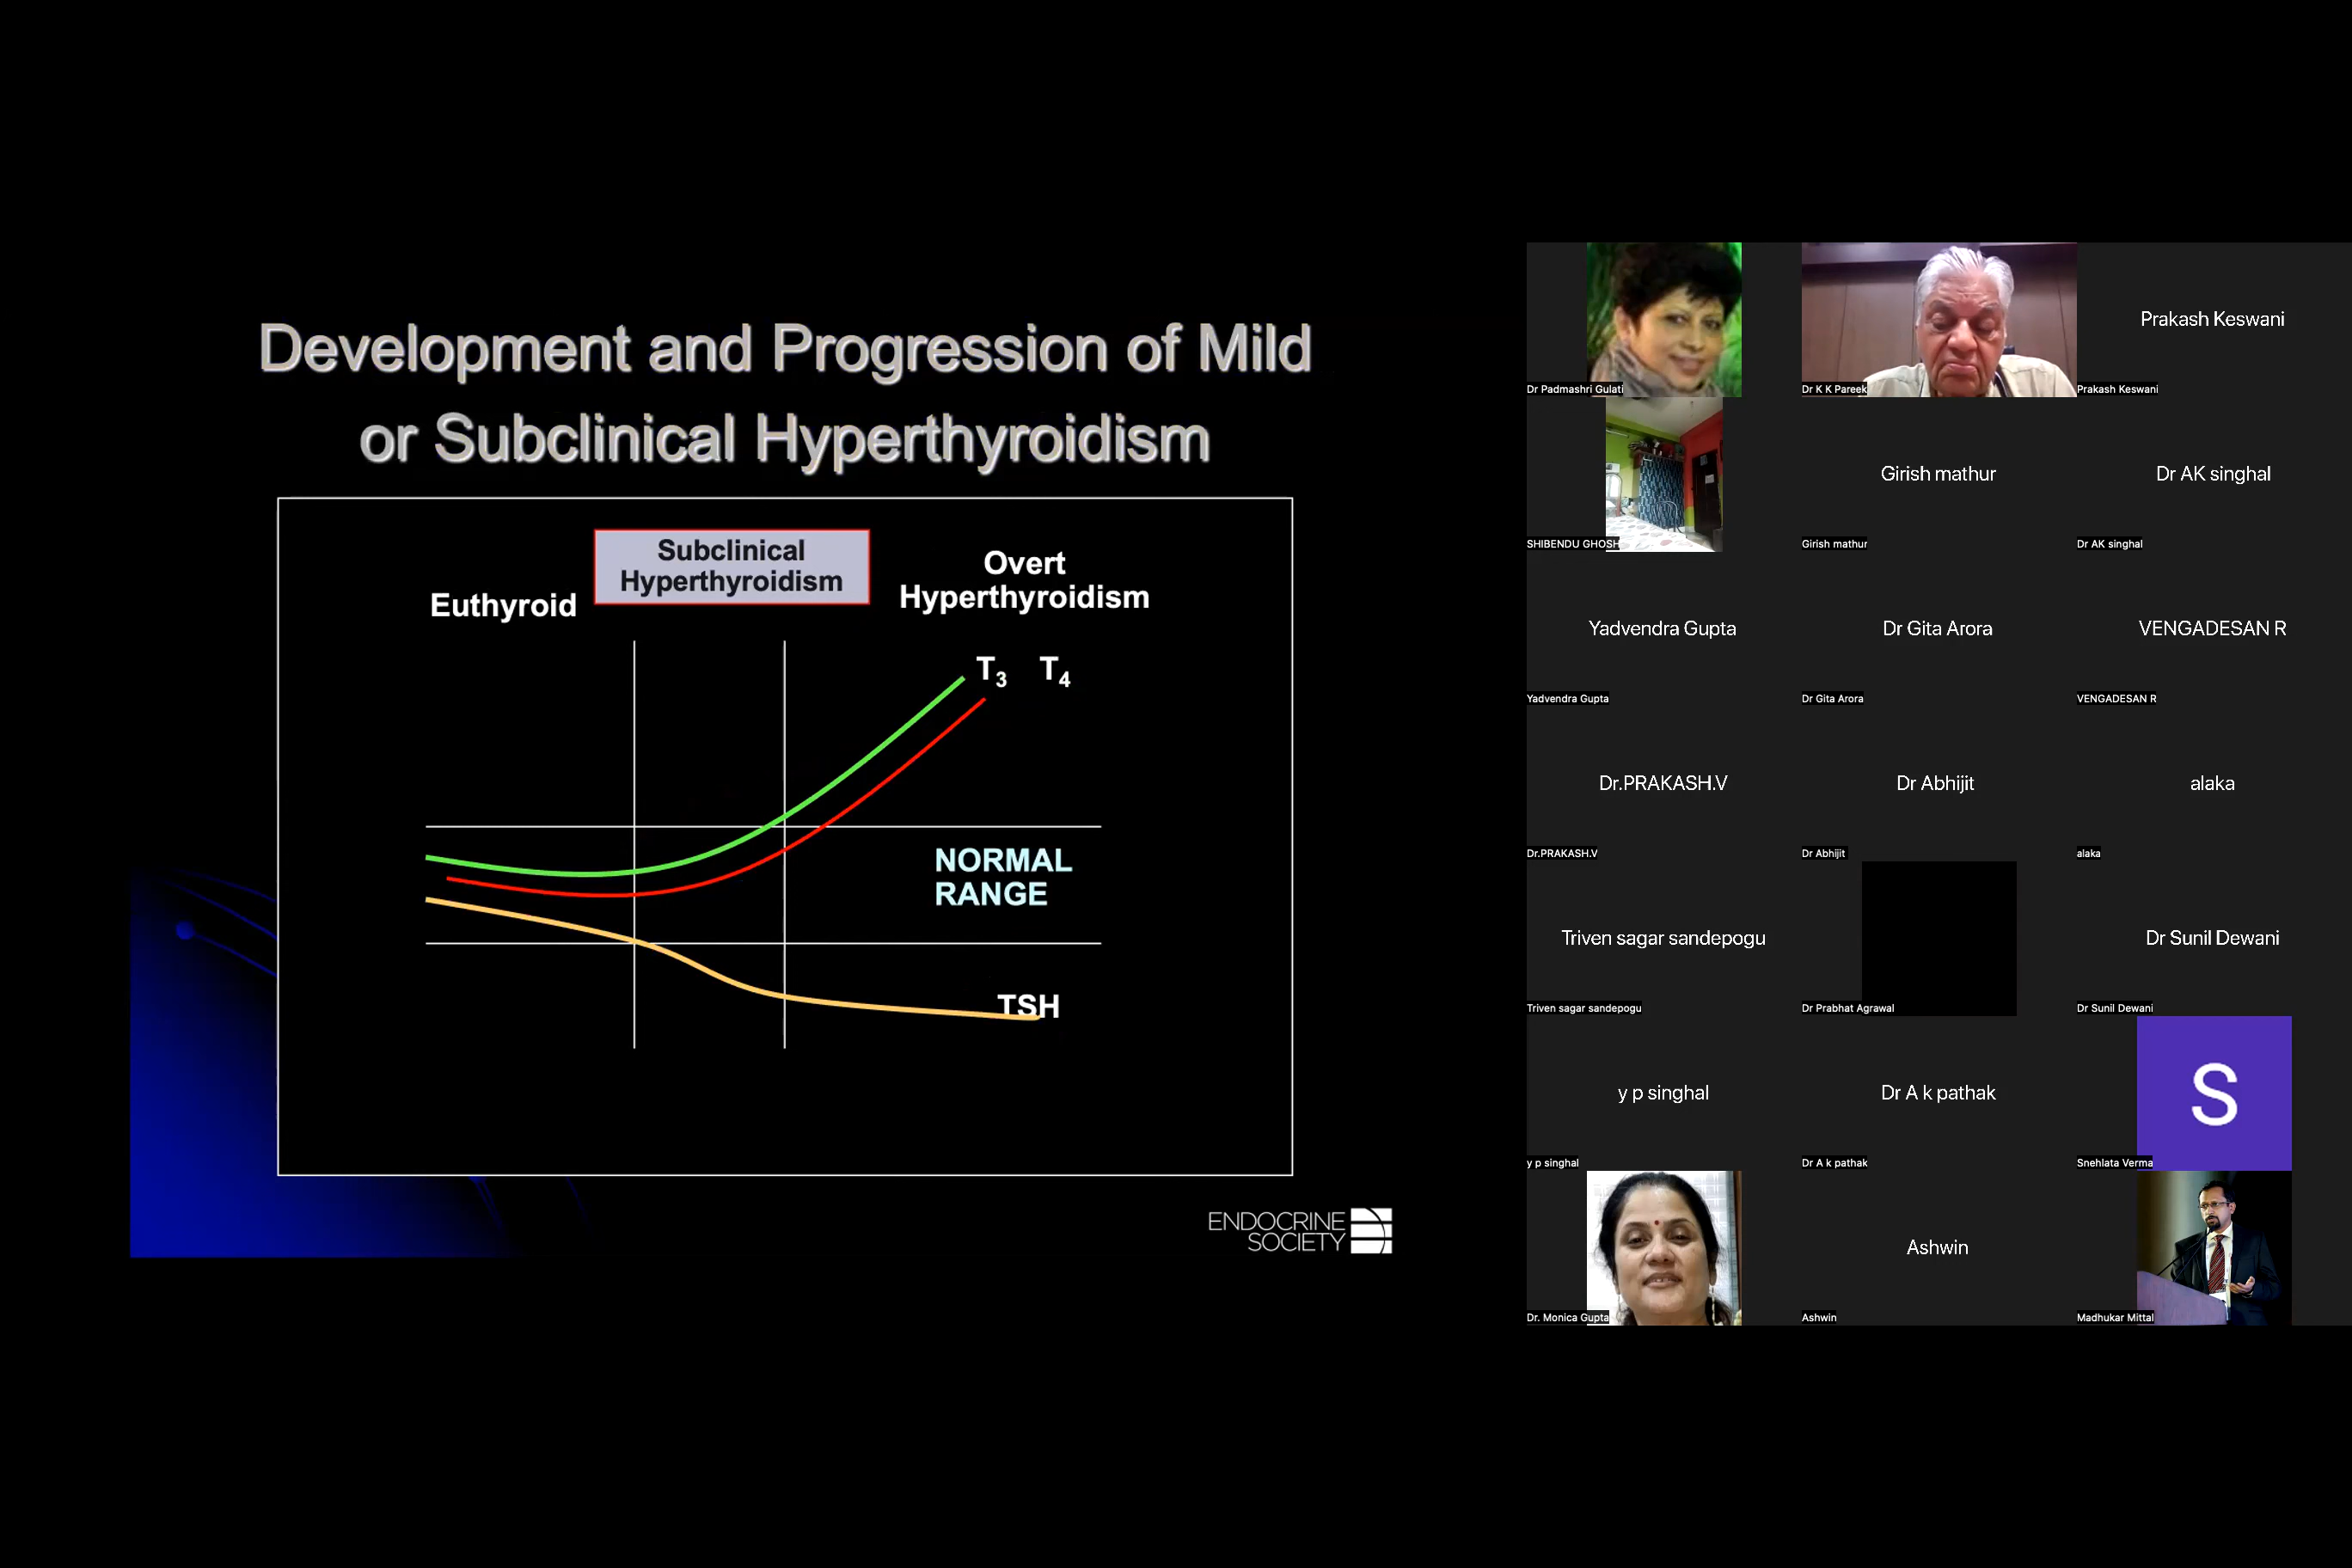 Development and Progression of Mild
or Subclinical Hyperthyroidism
Euthyroid
Subclinical
Hyperthyroidism
Overt
Hyperthyroidism
T3 T4
NORMAL
RANGE
TSH
ENDOCRINE
SOCIETY
Dr Padmashri Gulati
Dr K K Pareek
Prakash Keswani
Prakash Keswani
SHIBENDU GHOSH
Girish mathur
Girish mathur
Dr AK singhal
Dr AK singhal
Yadvendra Gupta
Yadvendra Gupta
Dr Gita Arora
Dr Gita Arora
VENGADESAN R
VENGADESAN R
Dr.PRAKASH.V
Dr.PRAKASH.V
Dr Abhijit
Dr Abhijit
alaka
alaka
Triven sagar sandepogu
Triven sagar sandepogu
Dr Prabhat Agrawal
Dr Sunil Dewani
Dr Sunil Dewani
y p singhal
y p singhal
Dr A k pathak
Dr A k pathak
S
Snehlata Verma
Dr. Monica Gupta
Ashwin
Ashwin
Madhukar Mittal